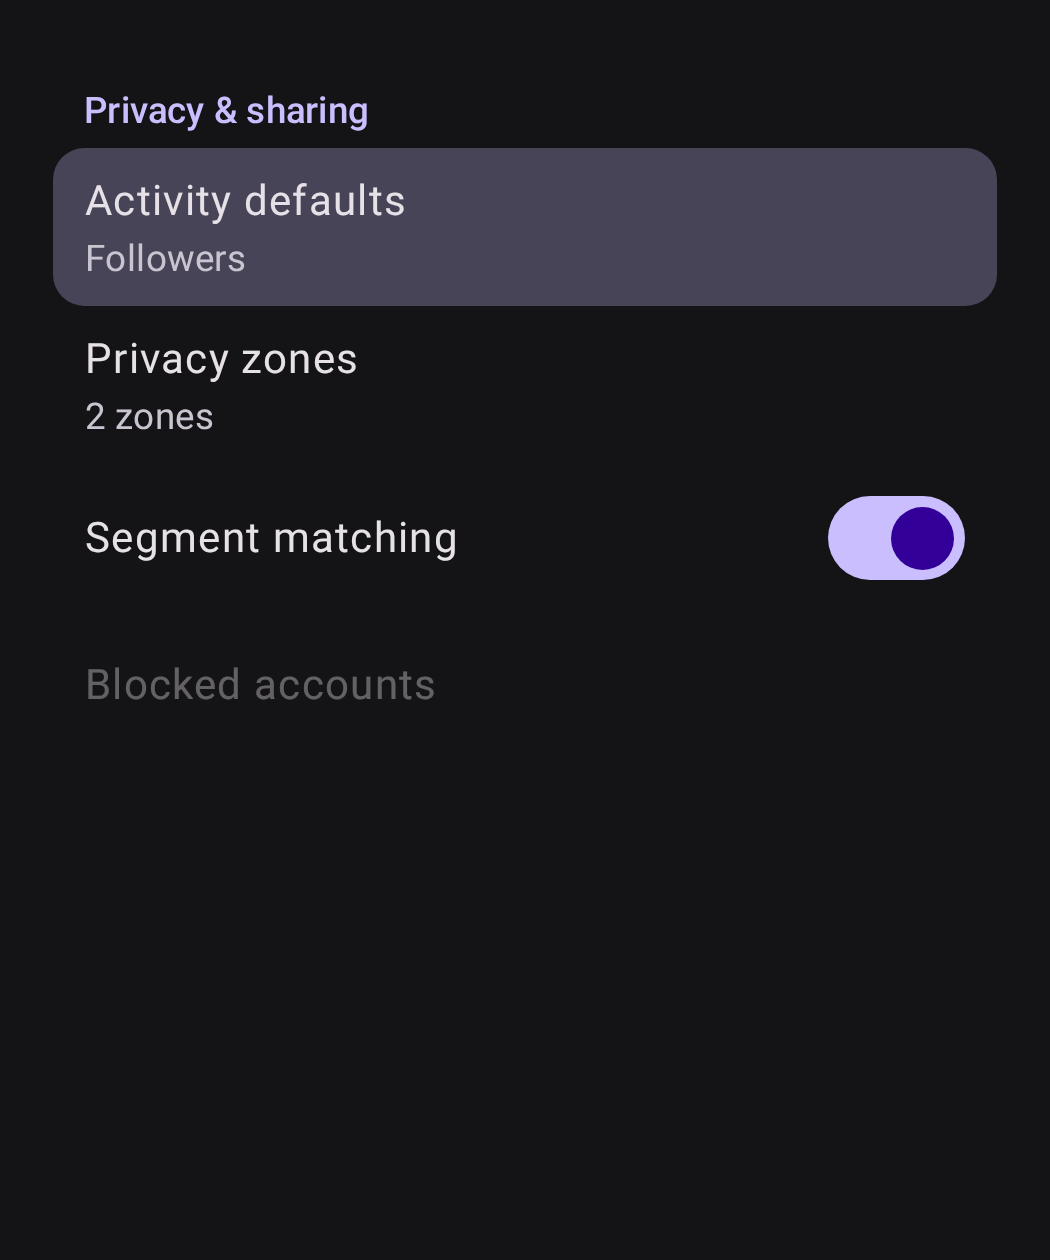 Privacy & sharing
Activity defaults
Followers
Privacy zones
2 zones
Segment matching
Blocked accounts